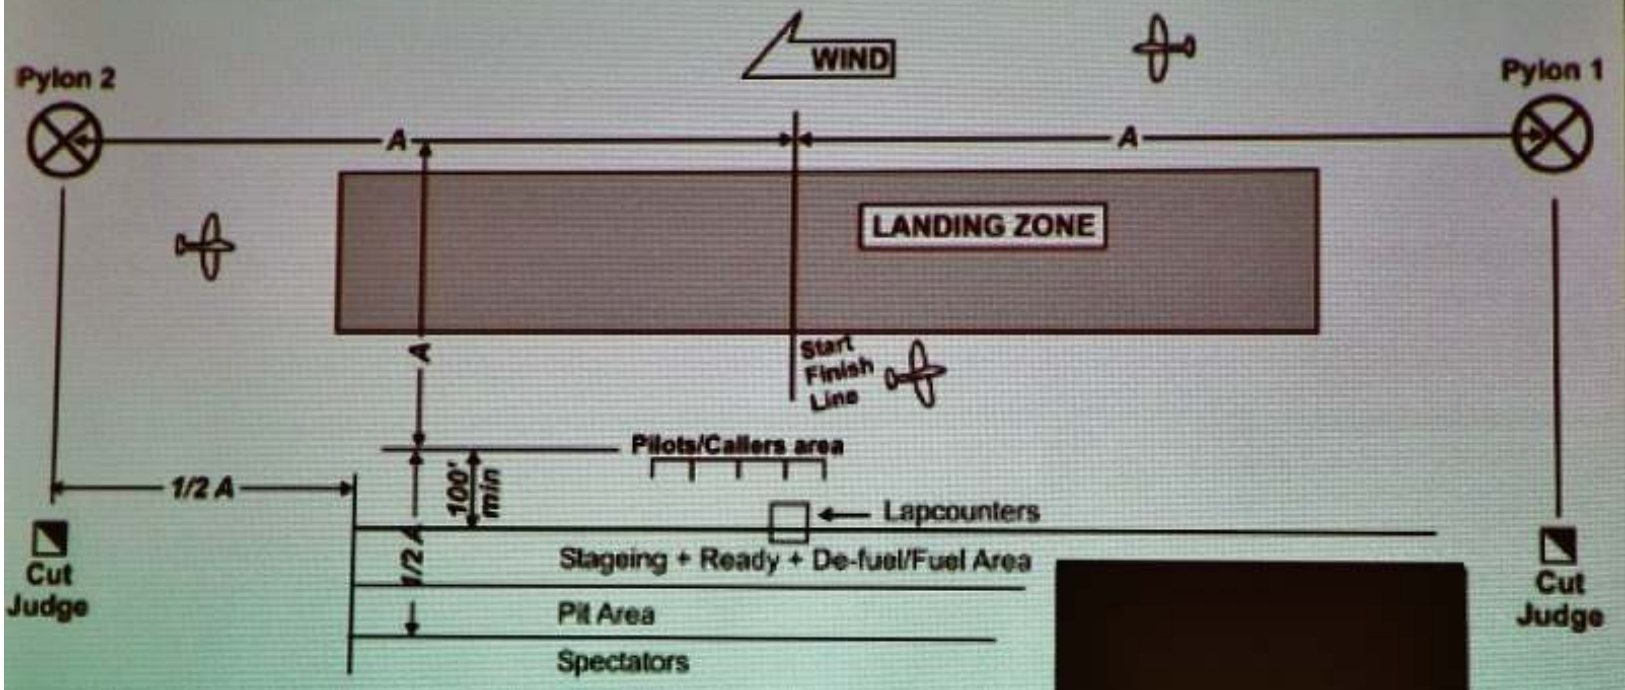 WIND
Pylon 2
Pylon 1
A
A
LANDING ZONE
A
Start
Finish
Line
Pilots/Callers area
1/2 A
100'
min
Lapcounters
1/2 A
Stageing + Ready + De-fuel/Fuel Area
Cut
Judge
Cut
Judge
Pit Area
Spectators